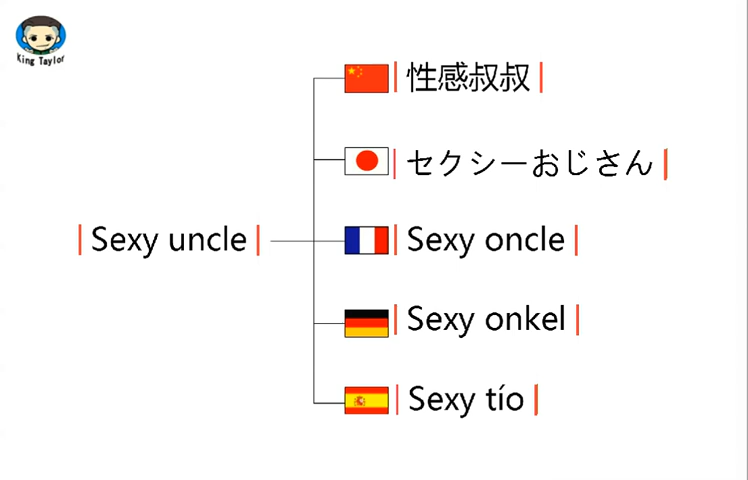 King Taylor
性感叔叔
セクシーおじさん
Sexy uncle
Sexy oncle
Sexy onkel
Sexy tío